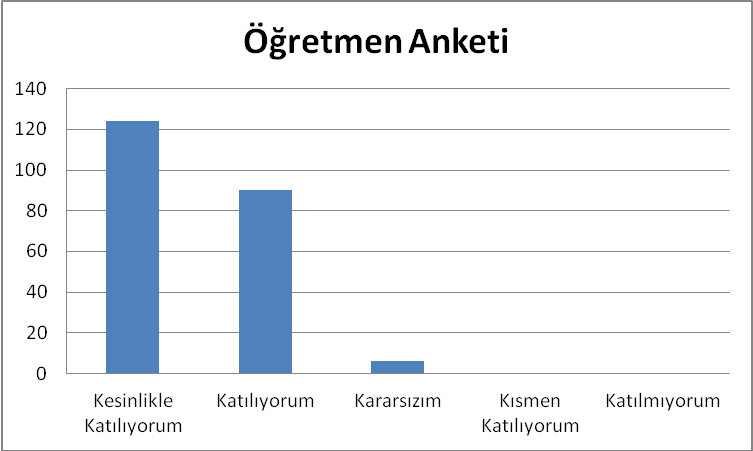 Öğretmen Anketi
140
120
100
80
60
40
20
0
Kesinlikle
Katılıyorum
Katılıyorum
Kararsızım
Kısmen
Katılıyorum
Katılmıyorum